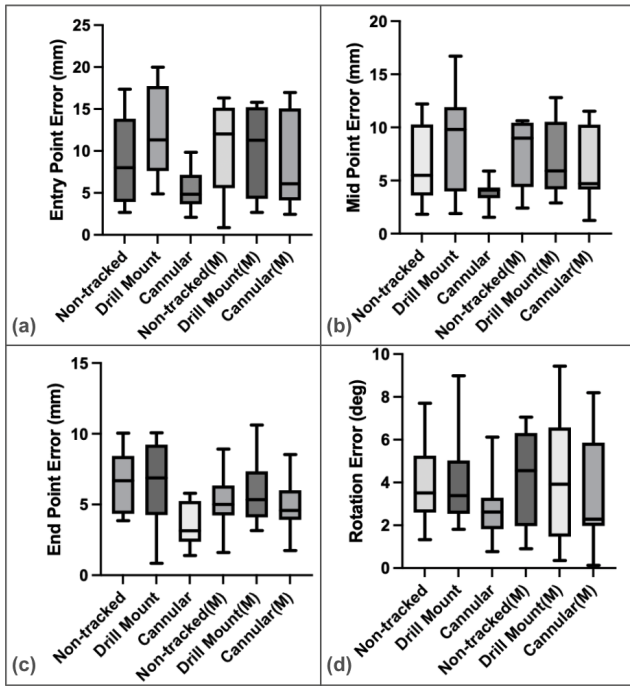 Entry Point Error (mm)
25
20
15
10
5
0
Non-tracked
Drill Mount
Cannular
Non-tracked(M)
Drill Mount(M)
Cannular(M)
(a)
Mid Point Error (mm)
20
15
10
5
0
Non-tracked
Drill Mount
Cannular
Non-tracked(M)
Drill Mount(M)
Cannular(M)
(b)
End Point Error (mm)
15
10
5
0
Non-tracked
Drill Mount
Cannular
Non-tracked(M)
Drill Mount(M)
Cannular(M)
(c)
Rotation Error (deg)
10
8
6
4
2
0
Non-tracked
Drill Mount
Cannular
Non-tracked(M)
Drill Mount(M)
Cannular(M)
(d)